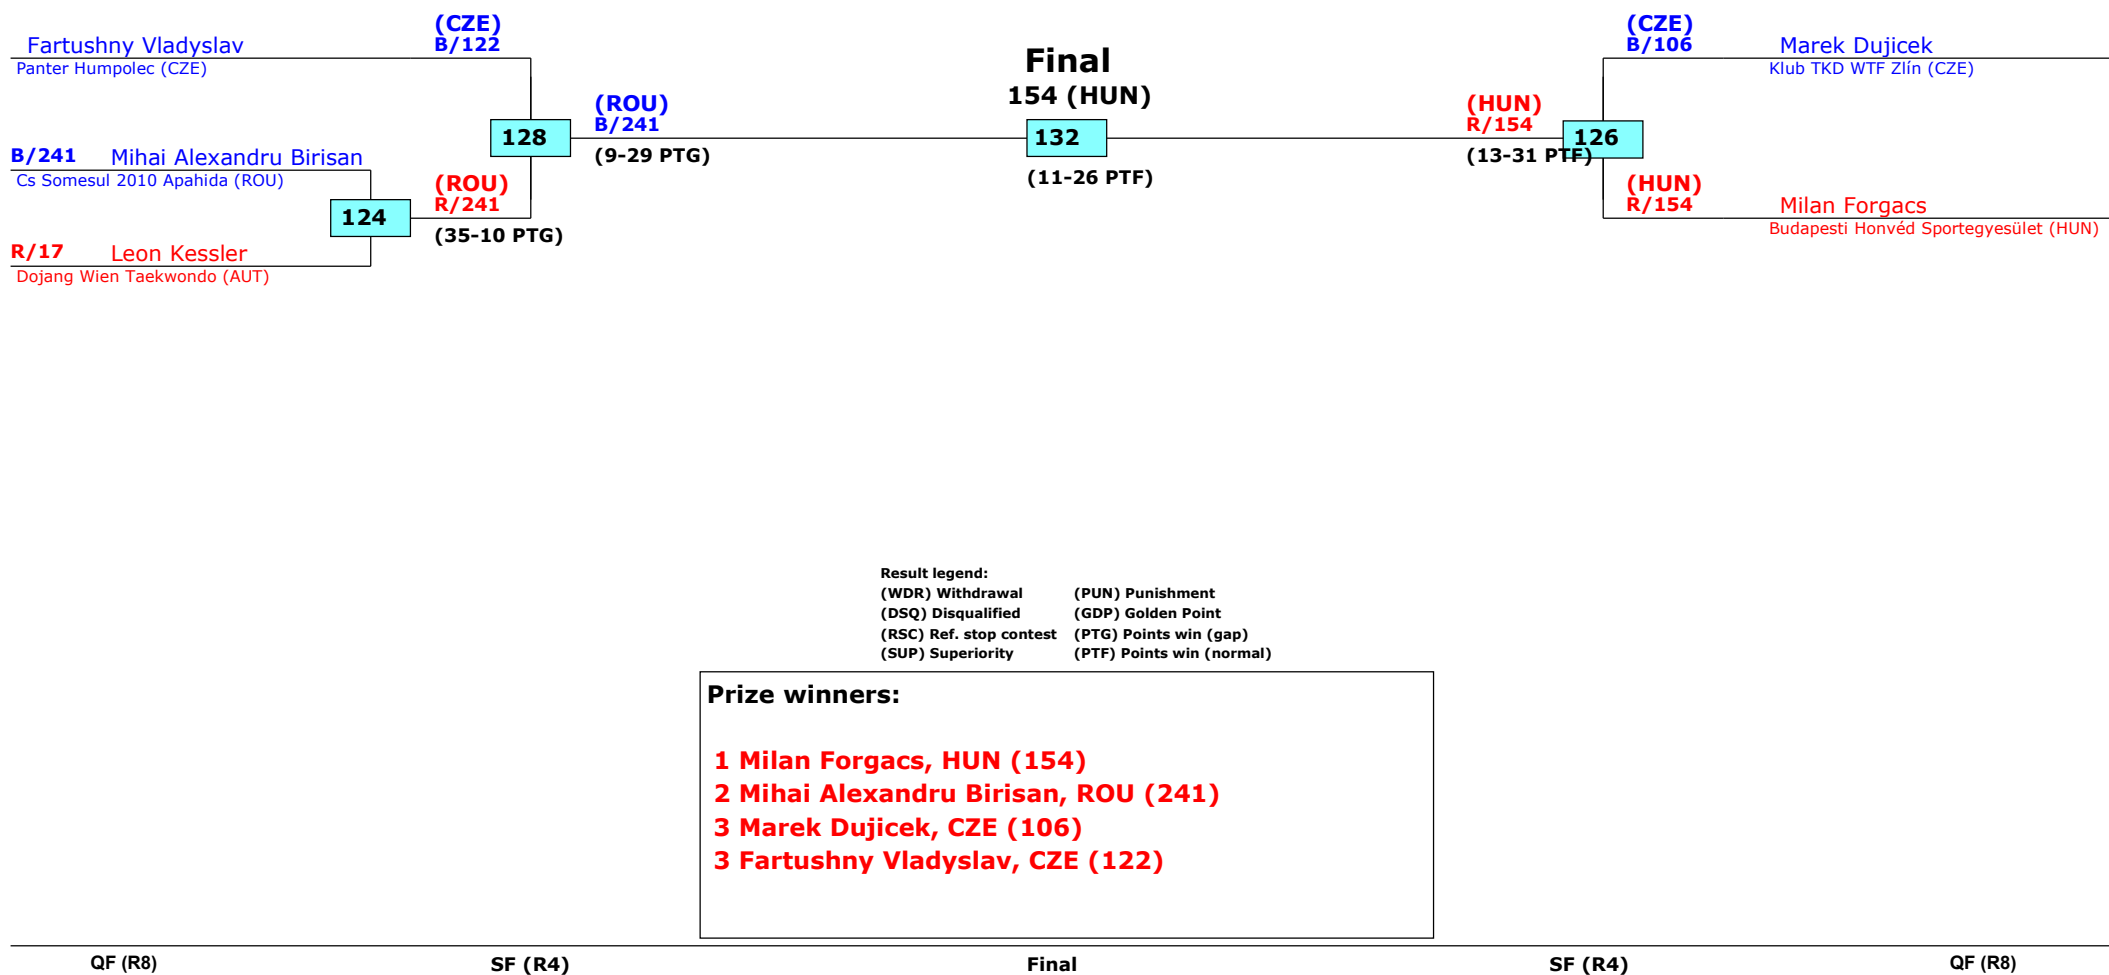 (CZE)
B/122
Fartushny Vladyslav
Panter Humpolec (CZE)
128
B/241 Mihai Alexandru Birisan
Cs Somesul 2010 Apahida (ROU)
124
(ROU)
R/241
(35-10 PTG)
R/17 Leon Kessler
Dojang Wien Taekwondo (AUT)
(ROU)
B/241
(9-29 PTG)
Final
154 (HUN)
132
(11-26 PTF)
(HUN)
R/154
(13-31 PTF)
126
(CZE)
B/106 Marek Dujicek
Klub TKD WTF Zlín (CZE)
(HUN)
R/154 Milan Forgacs
Budapesti Honvéd Sportegyesület (HUN)
Result legend:
(WDR) Withdrawal (PUN) Punishment
(DSQ) Disqualified (GDP) Golden Point
(RSC) Ref. stop contest (PTG) Points win (gap)
(SUP) Superiority (PTF) Points win (normal)
Prize winners:
1 Milan Forgacs, HUN (154)
2 Mihai Alexandru Birisan, ROU (241)
3 Marek Dujicek, CZE (106)
3 Fartushny Vladyslav, CZE (122)
QF (R8) SF (R4) Final SF (R4) QF (R8)